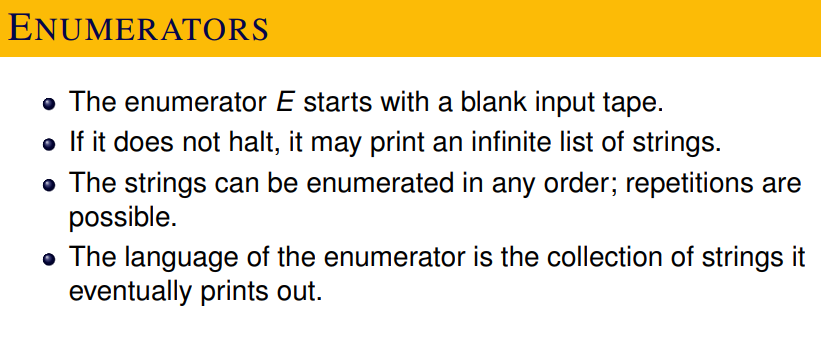 ENUMERATORS
The enumerator E starts with a blank input tape.
If it does not halt, it may print an infinite list of strings.
The strings can be enumerated in any order; repetitions are
possible.
The language of the enumerator is the collection of strings it
eventually prints out.